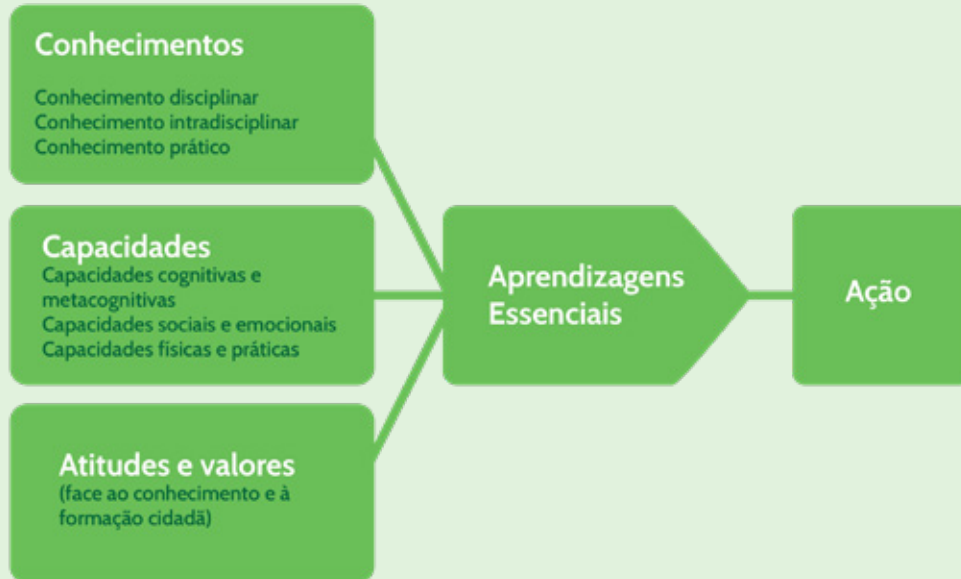 Conhecimentos
Conhecimento disciplinar
Conhecimento intradisciplinar
Conhecimento prático
Capacidades
Capacidades cognitivas e
metacognitivas
Capacidades sociais e emocionais
Capacidades físicas e práticas
Atitudes e valores
(face ao conhecimento e à
formação cidadã)
Aprendizagens
Essenciais
Ação